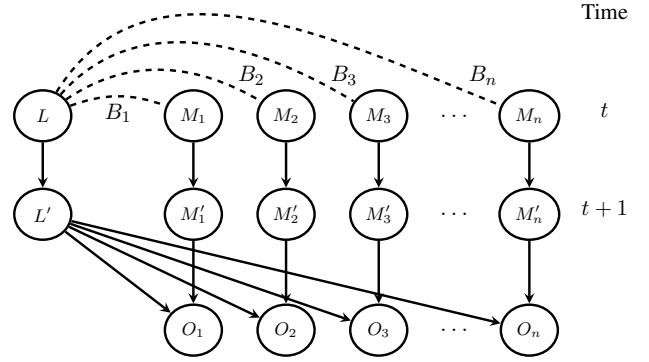 Time
B₁ B₂ B₃ Bₙ
L M₁ M₂ M₃ ... Mₙ t
L′ M′₁ M′₂ M′₃ ... M′ₙ t + 1
O₁ O₂ O₃ ... Oₙ